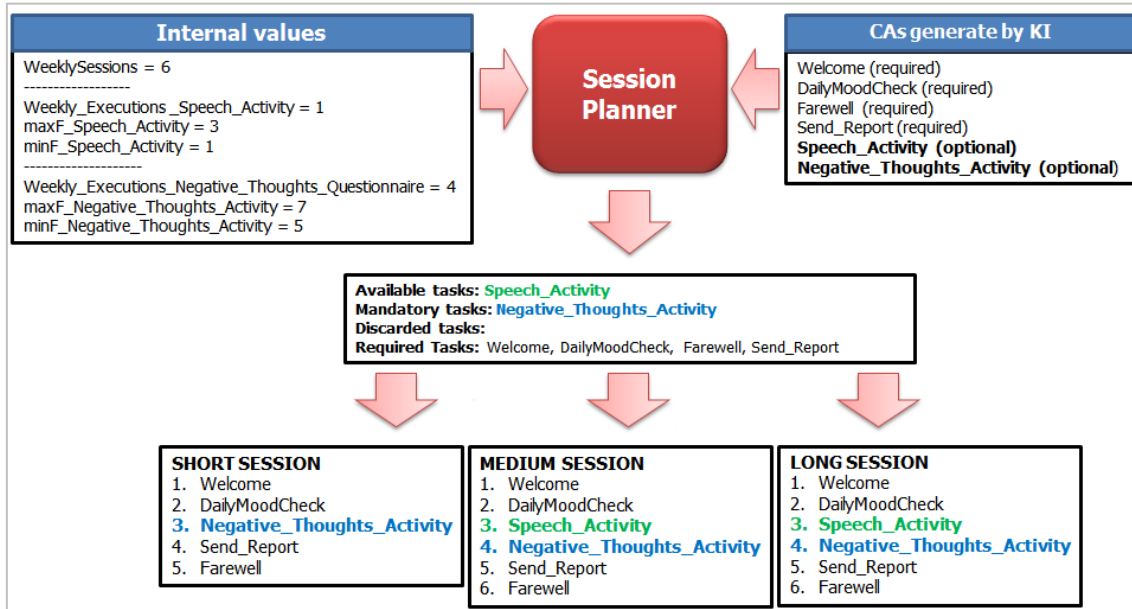 Internal values
WeeklySessions = 6
------------------
Weekly_Executions _Speech_Activity = 1
maxF_Speech_Activity = 3
minF_Speech_Activity = 1
--------------------
Weekly_Executions_Negative_Thoughts_Questionnaire = 4
maxF_Negative_Thoughts_Activity = 7
minF_Negative_Thoughts_Activity = 5
Session
Planner
CAs generate by KI
Welcome (required)
DailyMoodCheck (required)
Farewell (required)
Send_Report (required)
Speech_Activity (optional)
Negative_Thoughts_Activity (optional)
Available tasks: Speech_Activity
Mandatory tasks: Negative_Thoughts_Activity
Discarded tasks:
Required Tasks: Welcome, DailyMoodCheck, Farewell, Send_Report
SHORT SESSION
1. Welcome
2. DailyMoodCheck
3. Negative_Thoughts_Activity
4. Send_Report
5. Farewell
MEDIUM SESSION
1. Welcome
2. DailyMoodCheck
3. Speech_Activity
4. Negative_Thoughts_Activity
5. Send_Report
6. Farewell
LONG SESSION
1. Welcome
2. DailyMoodCheck
3. Speech_Activity
4. Negative_Thoughts_Activity
5. Send_Report
6. Farewell